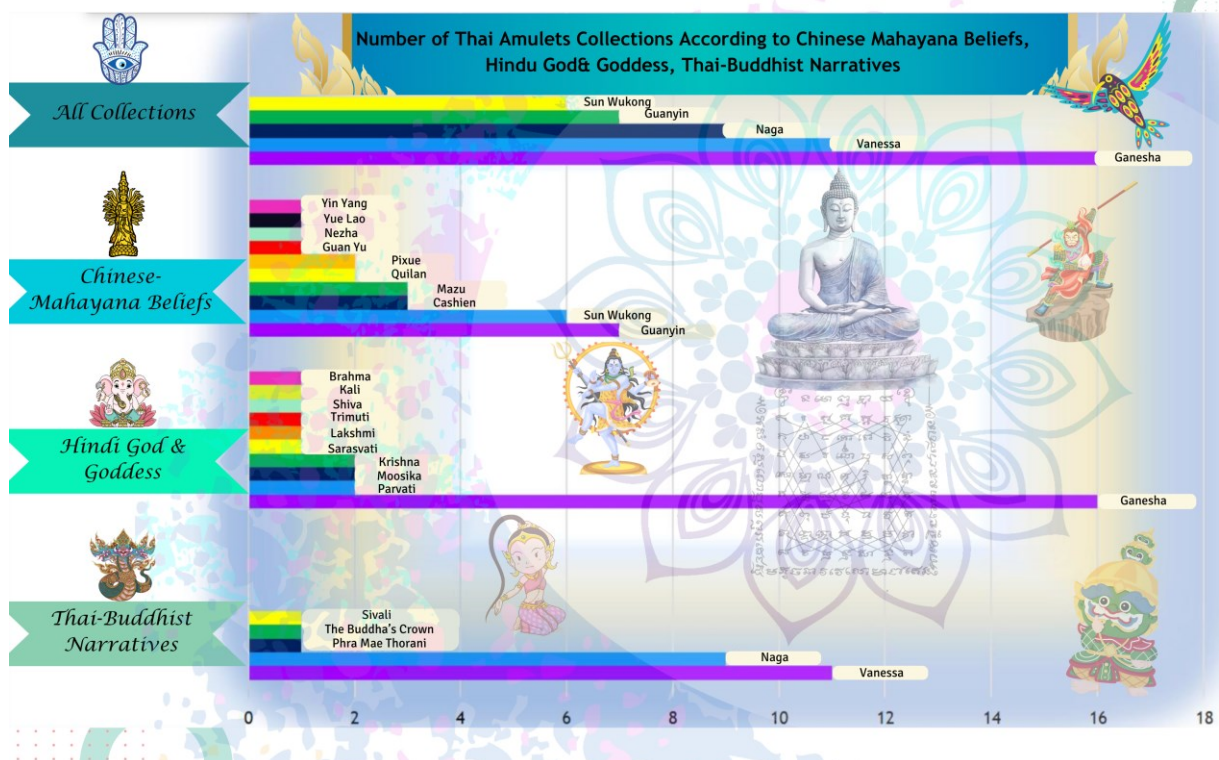 Number of Thai Amulets Collections According to Chinese Mahayana Beliefs,
Hindu God& Goddess, Thai-Buddhist Narratives
All Collections
Sun Wukong
Guanyin
Naga
Vanessa
Ganesha
Chinese-
Mahayana Beliefs
Yin Yang
Yue Lao
Nezha
Guan Yu
Pixue
Quilan
Mazu
Cashien
Sun Wukong
Guanyin
Hindi God &
Goddess
Brahma
Kali
Shiva
Trimuti
Lakshmi
Sarasvati
Krishna
Moosika
Parvati
Ganesha
Thai-Buddhist
Narratives
Sivali
The Buddha's Crown
Phra Mae Thorani
Naga
Vanessa
0 2 4 6 8 10 12 14 16 18